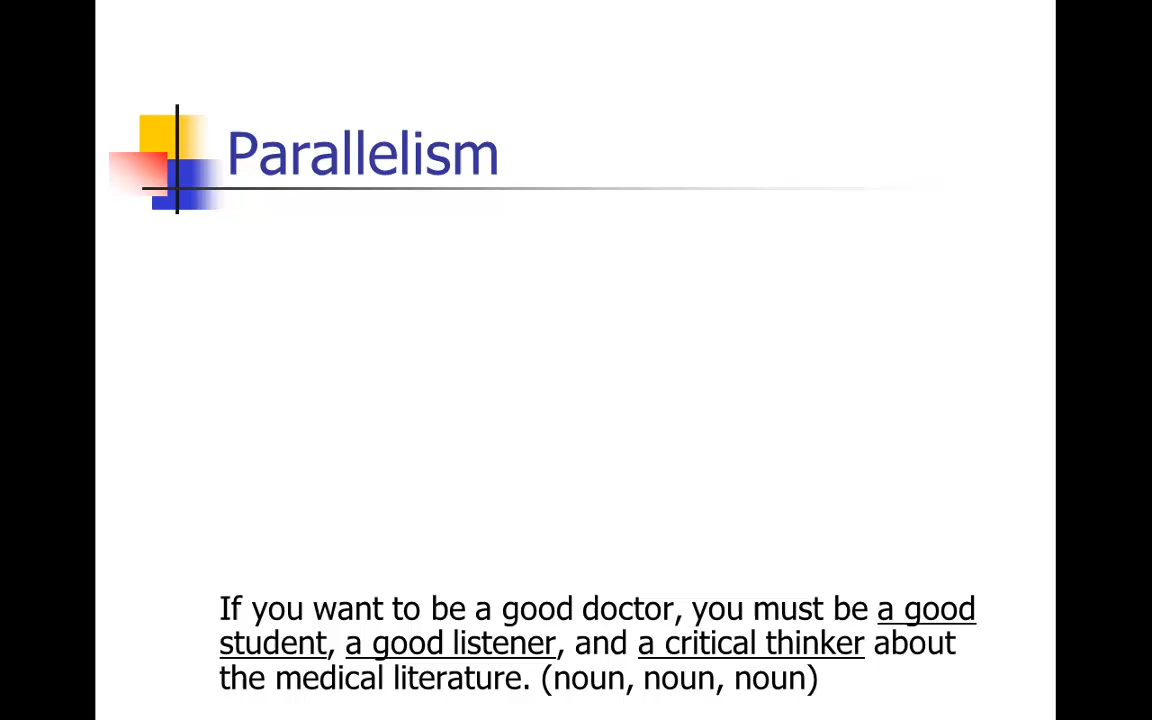 Parallelism
If you want to be a good doctor, you must be a good
student, a good listener, and a critical thinker about
the medical literature. (noun, noun, noun)